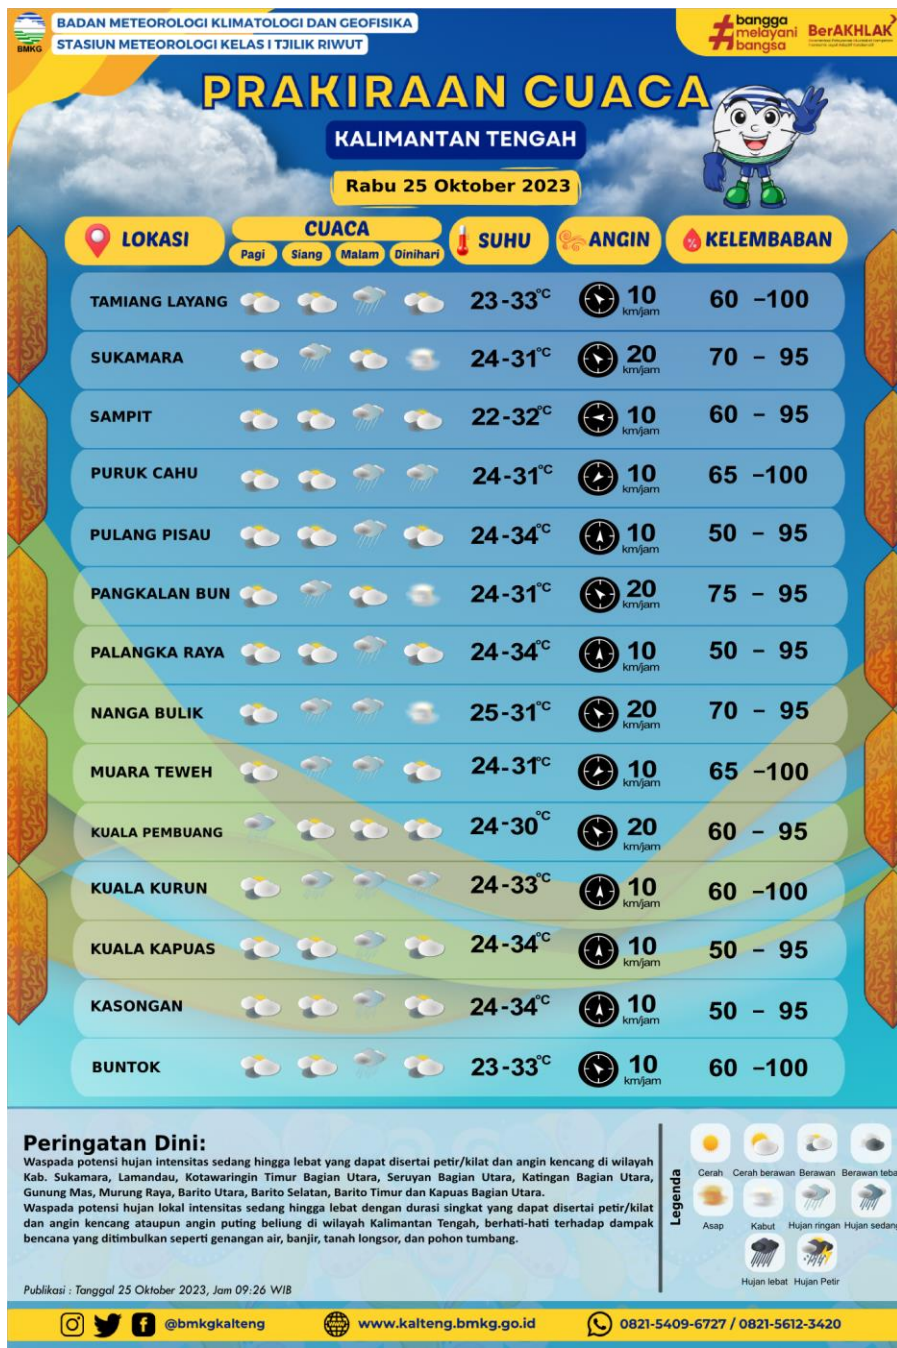 BADAN METEOROLOGI KLIMATOLOGI DAN GEOFISIKA
STASIUN METEOROLOGI KELAS I TJILIK RIWUT
BMKG
#bangga melayani bangsa
BerAKHLAK
PRAKIRAAN CUACA
KALIMANTAN TENGAH
Rabu 25 Oktober 2023
LOKASI CUACA SUHU ANGIN KELEMBABAN
Pagi Siang Malam Dinihari
TAMIANG LAYANG 23-33°C 10 km/jam 60 –100
SUKAMARA 24-31°C 20 km/jam 70 – 95
SAMPIT 22-32°C 10 km/jam 60 – 95
PURUK CAHU 24-31°C 10 km/jam 65 –100
PULANG PISAU 24-34°C 10 km/jam 50 – 95
PANGKALAN BUN 24-31°C 20 km/jam 75 – 95
PALANGKA RAYA 24-34°C 10 km/jam 50 – 95
NANGA BULIK 25-31°C 20 km/jam 70 – 95
MUARA TEWEH 24-31°C 10 km/jam 65 –100
KUALA PEMBUANG 24-30°C 20 km/jam 60 – 95
KUALA KURUN 24-33°C 10 km/jam 60 –100
KUALA KAPUAS 24-34°C 10 km/jam 50 – 95
KASONGAN 24-34°C 10 km/jam 50 – 95
BUNTOK 23-33°C 10 km/jam 60 –100
Peringatan Dini:
Waspada potensi hujan intensitas sedang hingga lebat yang dapat disertai petir/kilat dan angin kencang di wilayah
Kab. Sukamara, Lamandau, Kotawaringin Timur Bagian Utara, Seruyan Bagian Utara, Katingan Bagian Utara,
Gunung Mas, Murung Raya, Barito Utara, Barito Selatan, Barito Timur dan Kapuas Bagian Utara.
Waspada potensi hujan lokal intensitas sedang hingga lebat dengan durasi singkat yang dapat disertai petir/kilat
dan angin kencang ataupun angin puting beliung di wilayah Kalimantan Tengah, berhati-hati terhadap dampak
bencana yang ditimbulkan seperti genangan air, banjir, tanah longsor, dan pohon tumbang.
Publikasi : Tanggal 25 Oktober 2023, Jam 09:26 WIB
Legenda
Cerah Cerah berawan Berawan Berawan teba
Asap Kabut Hujan ringan Hujan sedang
Hujan lebat Hujan Petir
@bmkgkalteng www.kalteng.bmkg.go.id 0821-5409-6727 / 0821-5612-3420